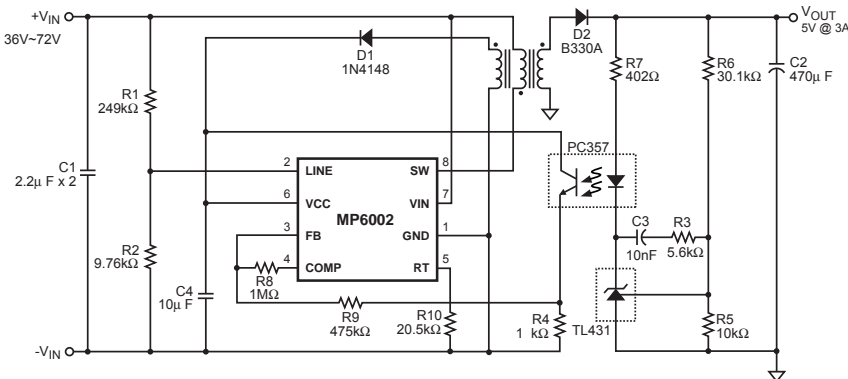 +VIN
36V~72V
R1
249kΩ
C1
2.2μ F x 2
R2
9.76kΩ
-VIN
C4
10μ F
D1
1N4148
D2
B330A
VOUT
5V @ 3A
R7
402Ω
R6
30.1kΩ
C2
470μ F
PC357
MP6002
2 LINE
6 VCC
3 FB
4 COMP
SW 8
VIN 7
GND 1
RT 5
R8
1MΩ
R9
475kΩ
R10
20.5kΩ
R4
1 kΩ
C3
10nF
R3
5.6kΩ
TL431
R5
10kΩ